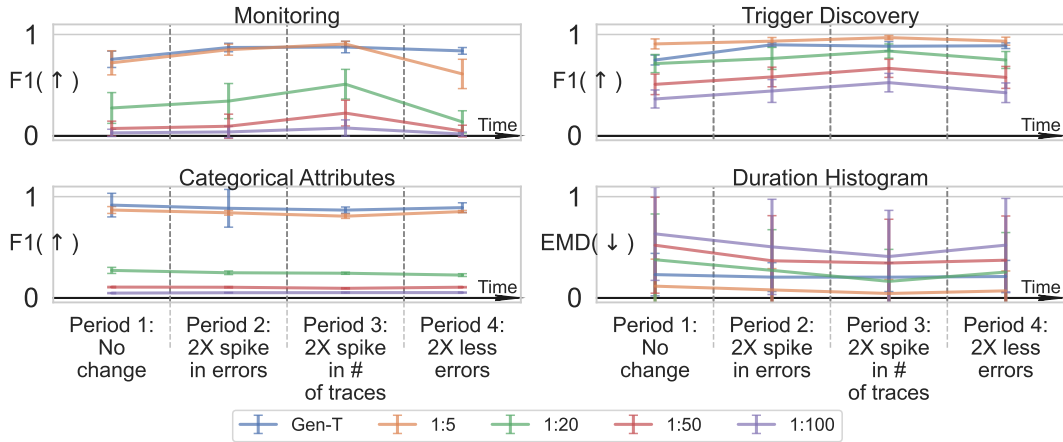 Monitoring
1
F1( ↑ )
0
Time
Trigger Discovery
1
F1( ↑ )
0
Time
Categorical Attributes
1
F1( ↑ )
0
Time
Duration Histogram
1
EMD( ↓ )
0
Time
Period 1:
No
change
Period 2:
2X spike
in errors
Period 3:
2X spike
in #
of traces
Period 4:
2X less
errors
Period 1:
No
change
Period 2:
2X spike
in errors
Period 3:
2X spike
in #
of traces
Period 4:
2X less
errors
Gen-T 1:5 1:20 1:50 1:100